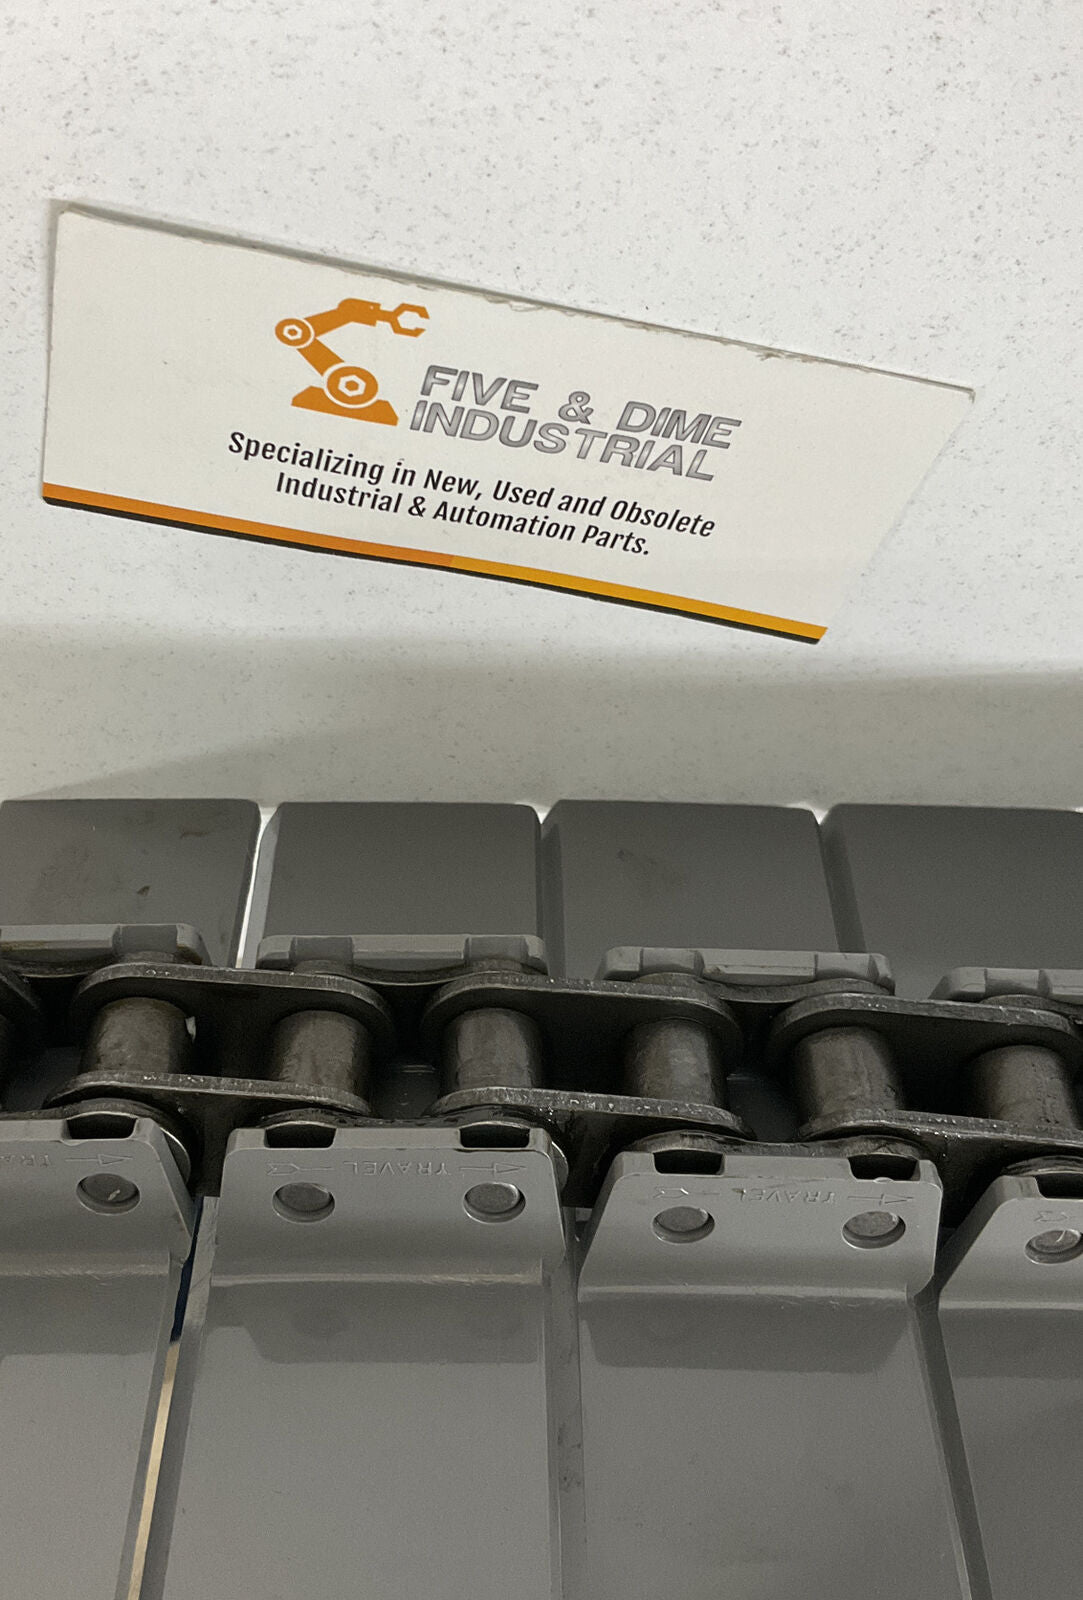 FIVE & DIME
INDUSTRIAL
Specializing in New, Used and Obsolete
Industrial & Automation Parts.
TRAVEL
TRAVEL